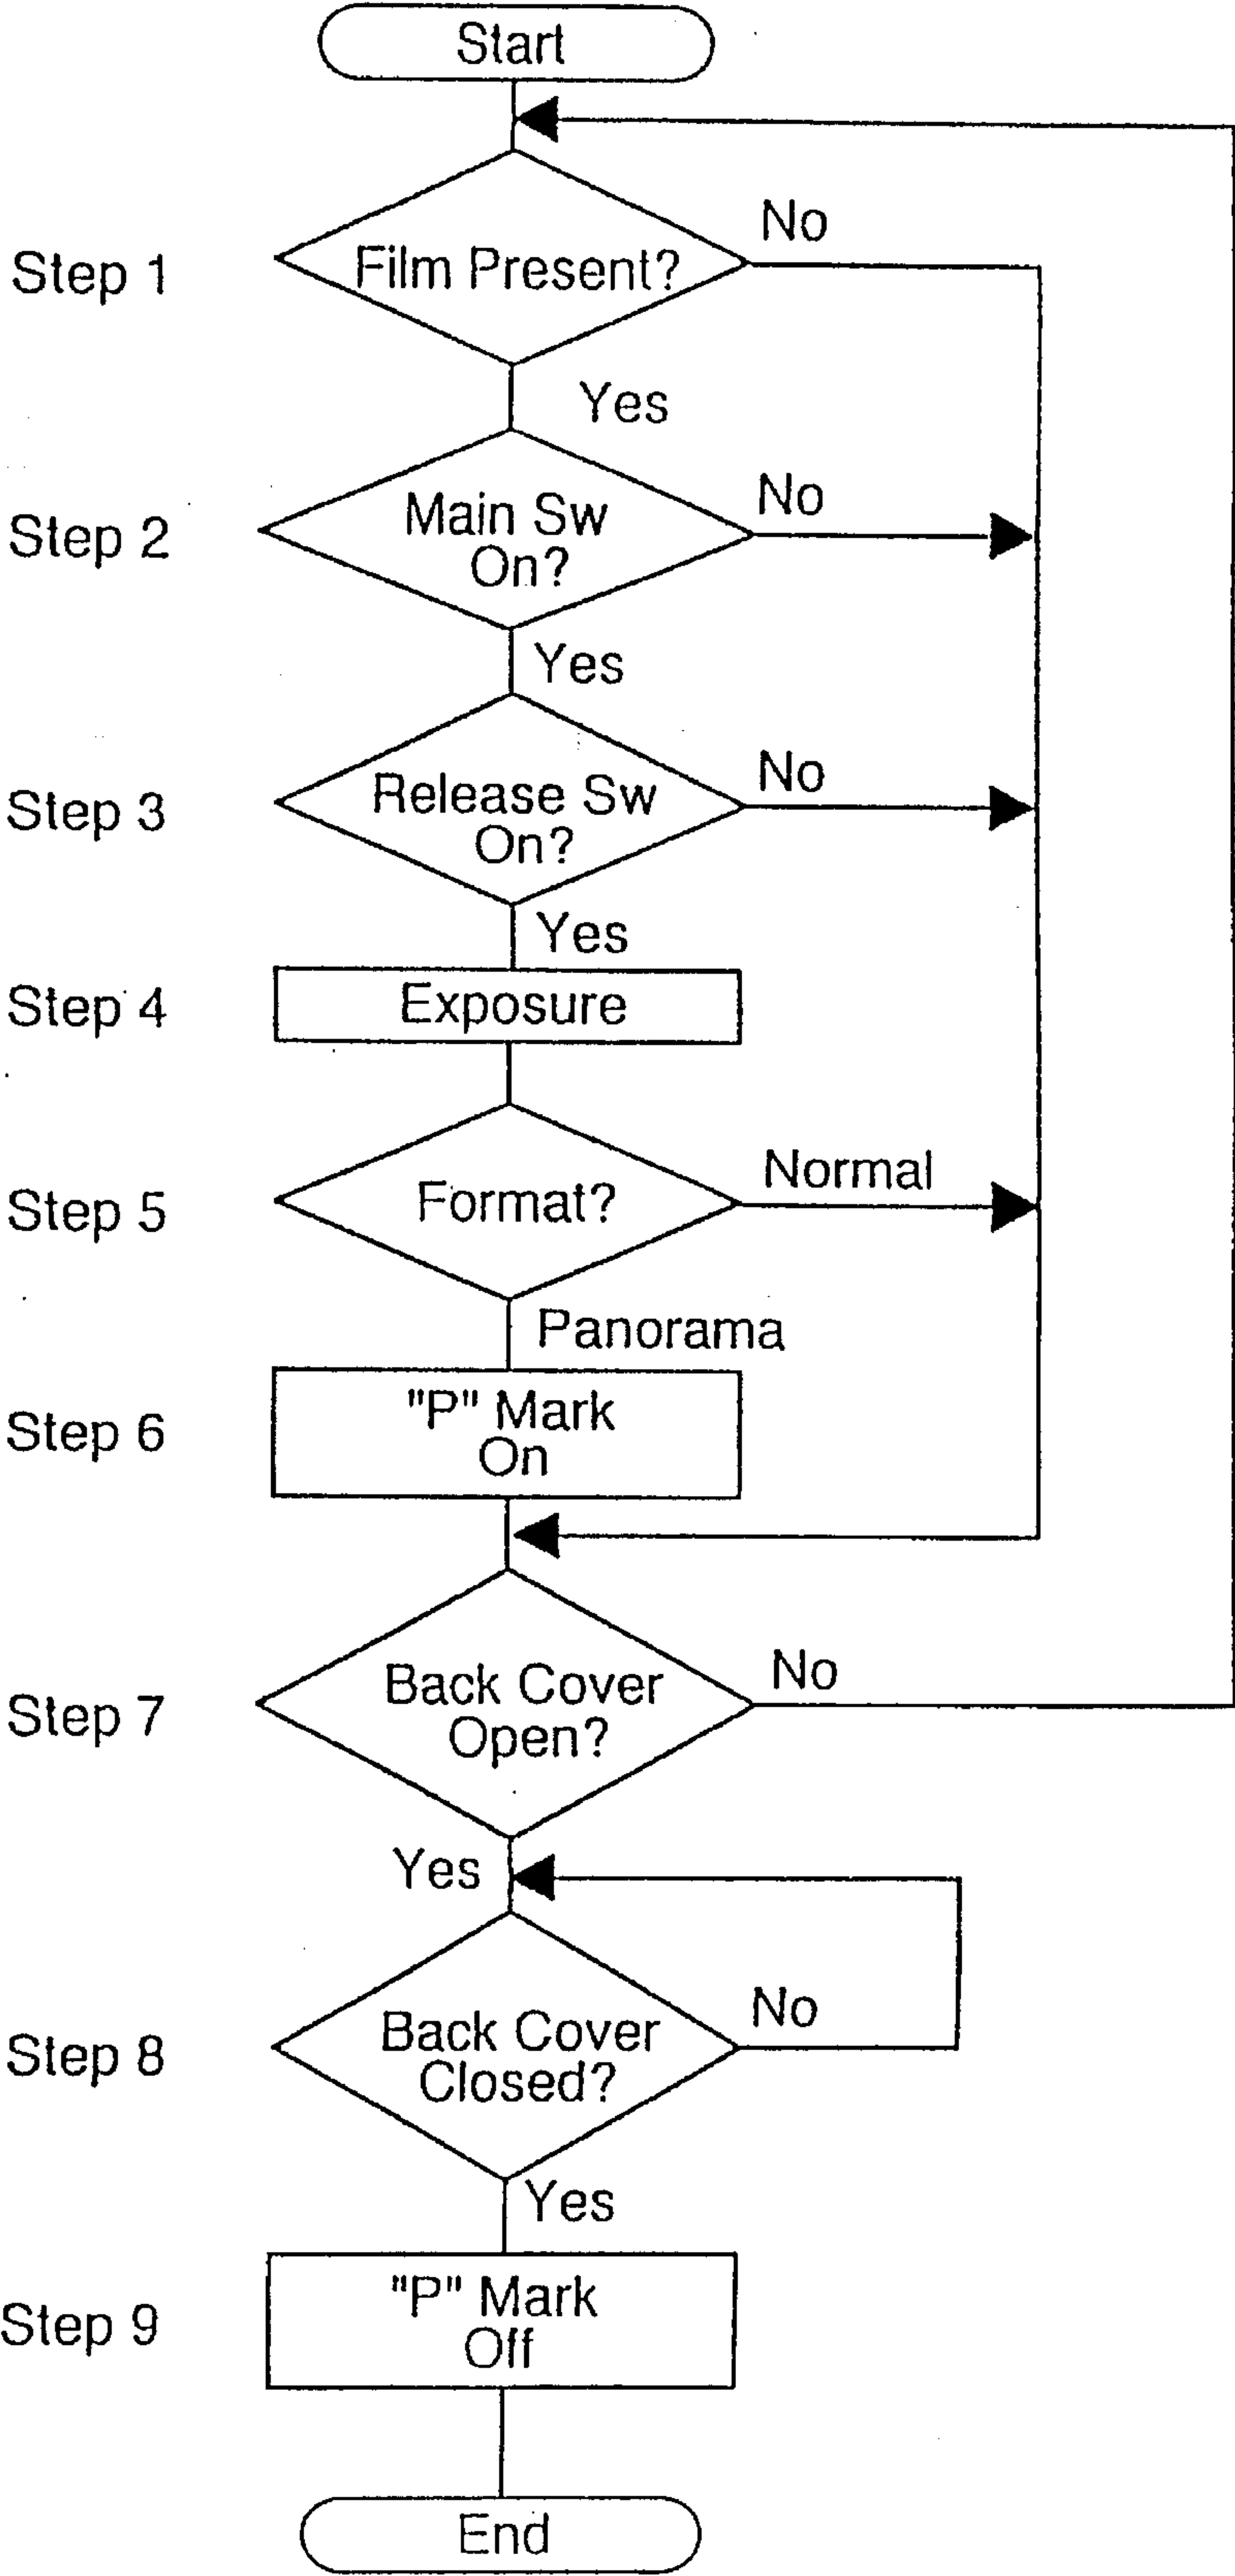 Start
Step 1
Film Present?
No
Yes
Step 2
Main Sw
On?
No
Yes
Step 3
Release Sw
On?
No
Yes
Step 4
Exposure
Step 5
Format?
Normal
Panorama
Step 6
"P" Mark
On
Step 7
Back Cover
Open?
No
Yes
Step 8
Back Cover
Closed?
No
Yes
Step 9
"P" Mark
Off
End